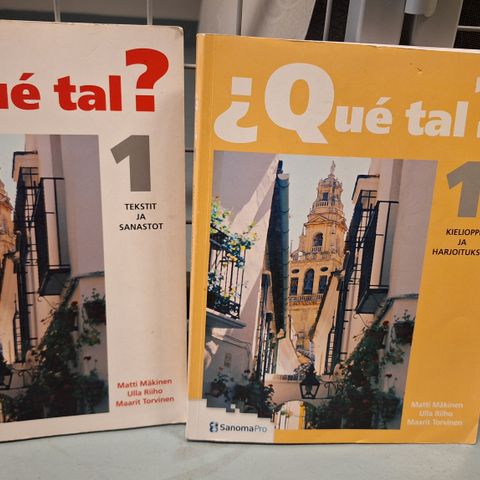 ué tal?
1
TEKSTIT
JA
SANASTOT
Matti Mäkinen
Ulla Riiho
Maarit Torvinen
¿Qué tal?
1
KIELIOPPI
JA
HARJOITUKS
Matti Mäkinen
Ulla Riiho
Maarit Torvinen
SanomaPro